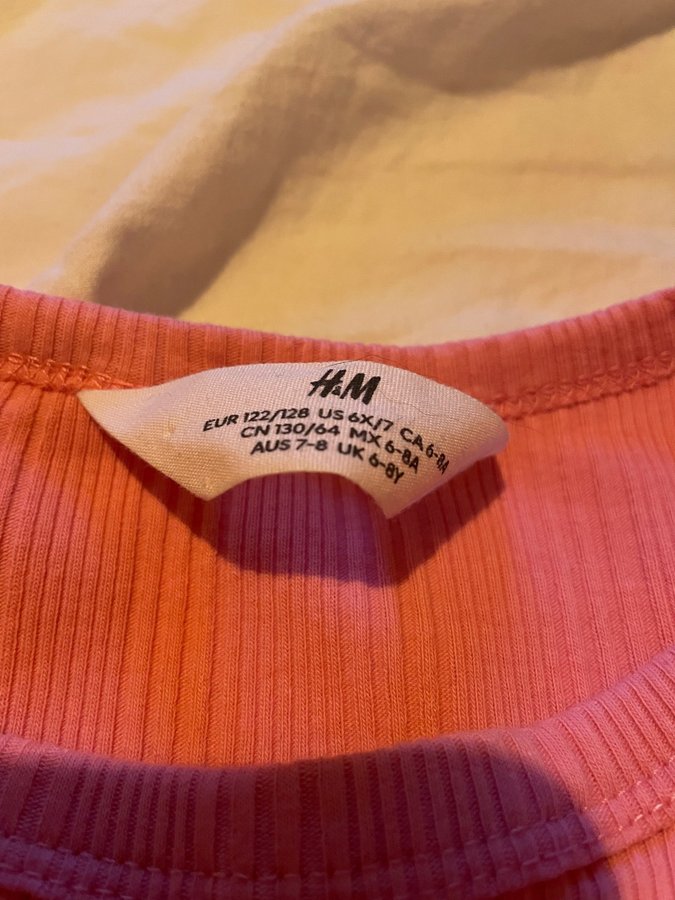 H&M
EUR 122/128 US 6X/7 CA 6-8A
CN 130/64 MX 6-8A
AUS 7-8 UK 6-8Y